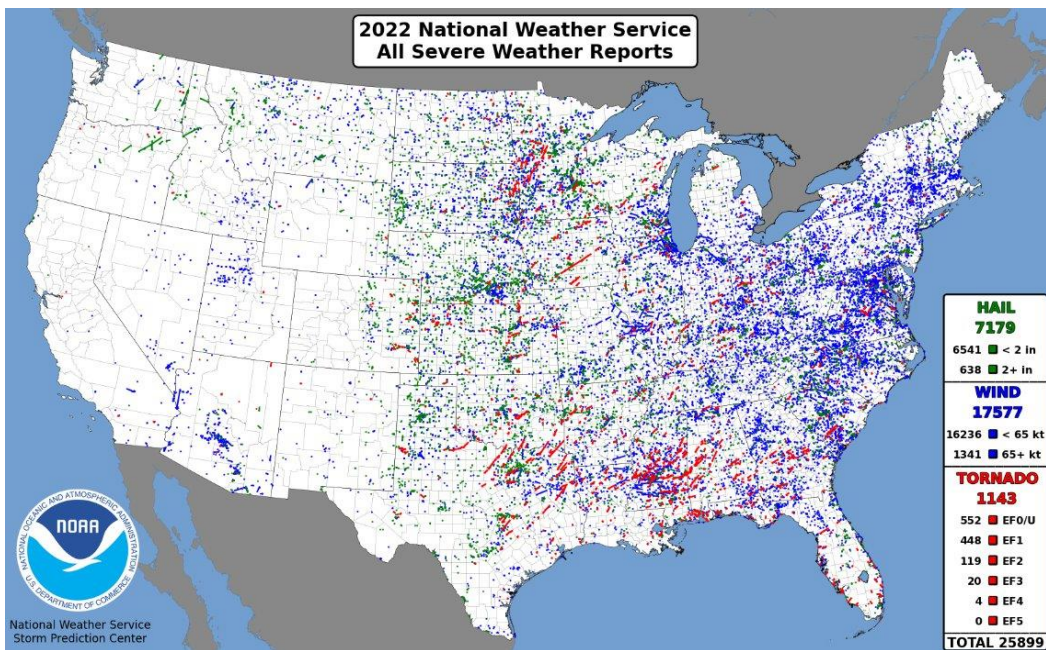 2022 National Weather Service
All Severe Weather Reports
HAIL
7179
6541 < 2 in
638 2+ in
WIND
17577
16236 < 65 kt
1341 65+ kt
TORNADO
1143
552 EF0/U
448 EF1
119 EF2
20 EF3
4 EF4
0 EF5
TOTAL 25899
NATIONAL OCEANIC AND ATMOSPHERIC ADMINISTRATION
NOAA
U.S. DEPARTMENT OF COMMERCE
National Weather Service
Storm Prediction Center